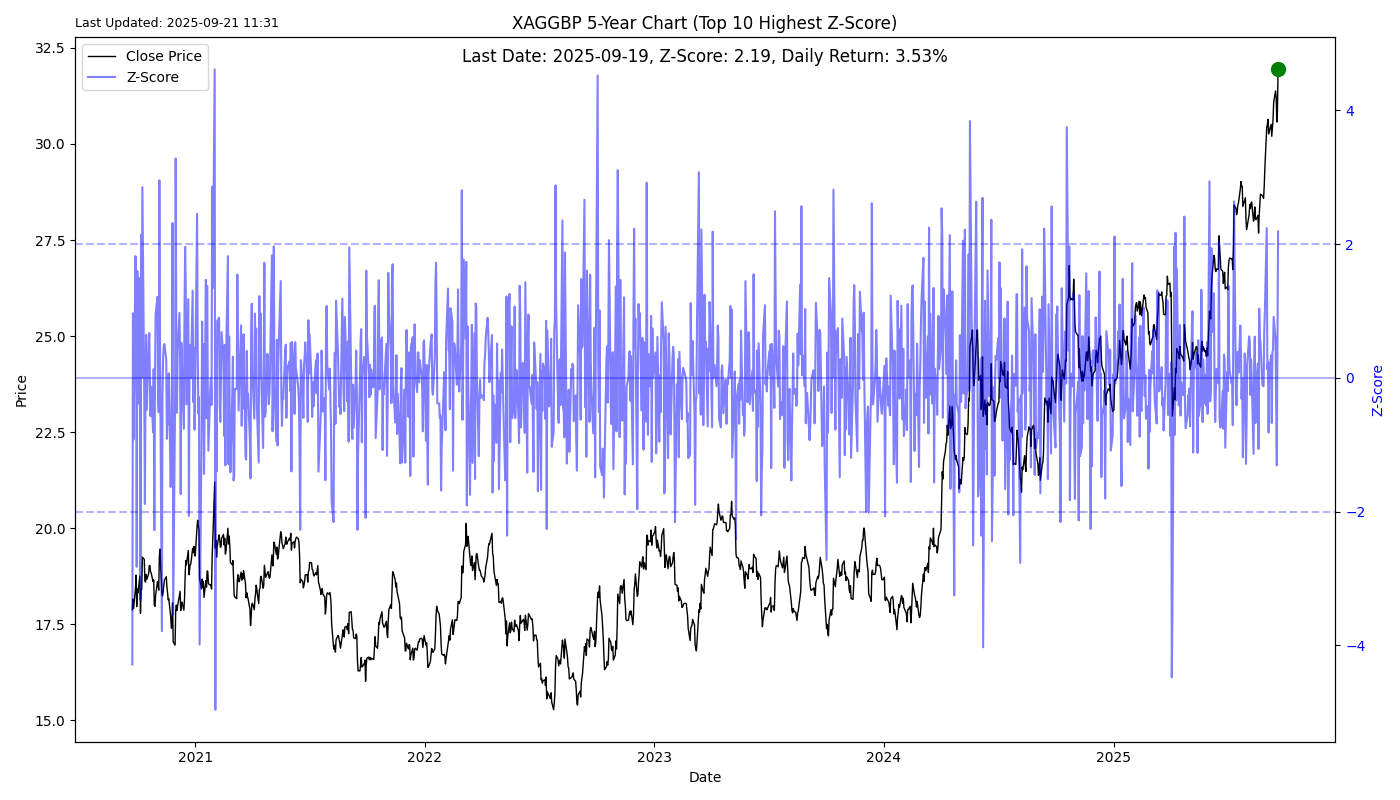 Last Updated: 2025-09-21 11:31
XAGGBP 5-Year Chart (Top 10 Highest Z-Score)
Last Date: 2025-09-19, Z-Score: 2.19, Daily Return: 3.53%
Close Price
Z-Score
32.5
30.0
27.5
25.0
22.5
20.0
17.5
15.0
Price
4
2
0
−2
−4
Z-Score
2021
2022
2023
2024
2025
Date